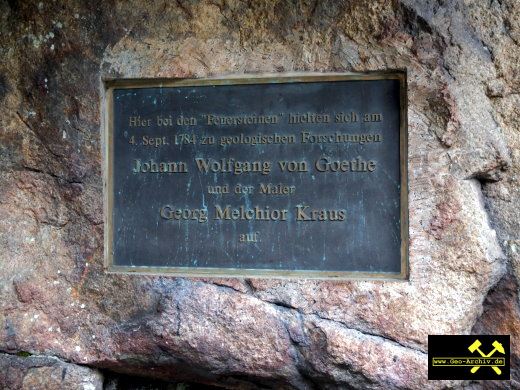 Hier bei den "Feuersteinen" hielten sich am
4. Sept. 1784 zu geologischen Forschungen
Johann Wolfgang von Goethe
und der Maler
Georg Melchior Kraus
auf.
www.Geo-Archiv.de